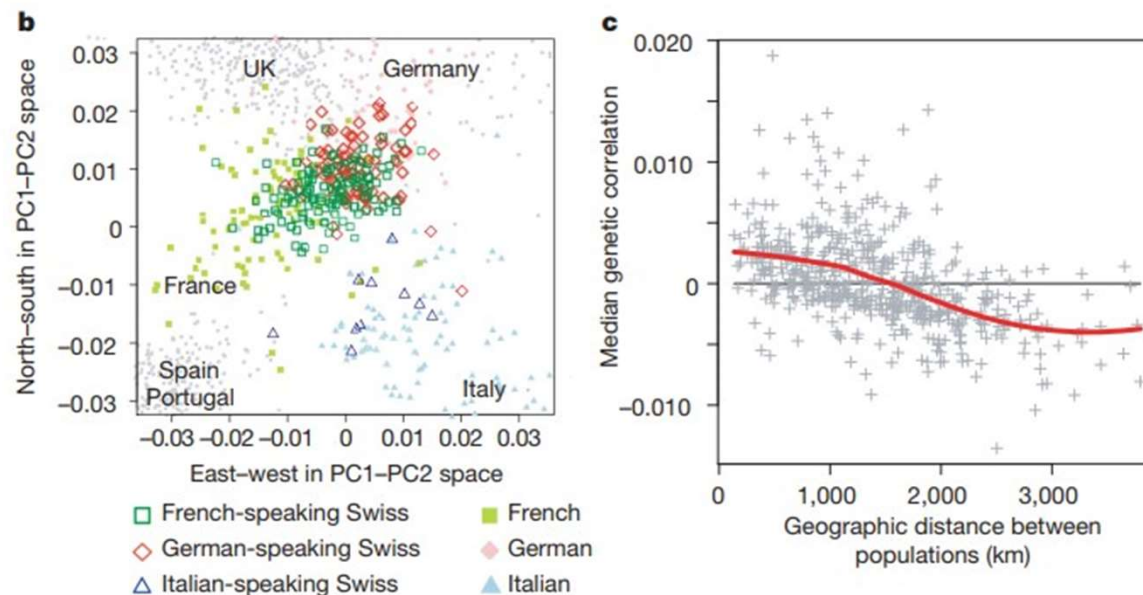 b
North–south in PC1–PC2 space
0.03
0.02
0.01
0
−0.01
−0.02
−0.03
UK
Germany
France
Spain
Portugal
Italy
−0.03 −0.02 −0.01 0 0.01 0.02 0.03
East–west in PC1–PC2 space
French-speaking Swiss
German-speaking Swiss
Italian-speaking Swiss
French
German
Italian
c
Median genetic correlation
0.020
0.010
0
−0.010
0 1,000 2,000 3,000
Geographic distance between
populations (km)